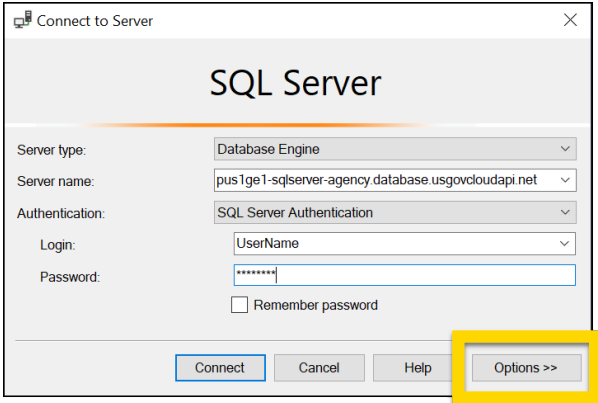 Connect to Server
SQL Server
Server type: Database Engine
Server name: pus1ge1-sqlserver-agency.database.usgovcloudapi.net
Authentication: SQL Server Authentication
Login: UserName
Password: ********
Remember password
Connect Cancel Help Options >>